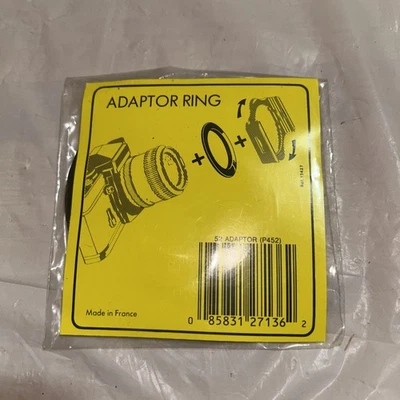 ADAPTOR RING
+
+
52 ADAPTOR (P452)
0 85831 27136 2
Made in France